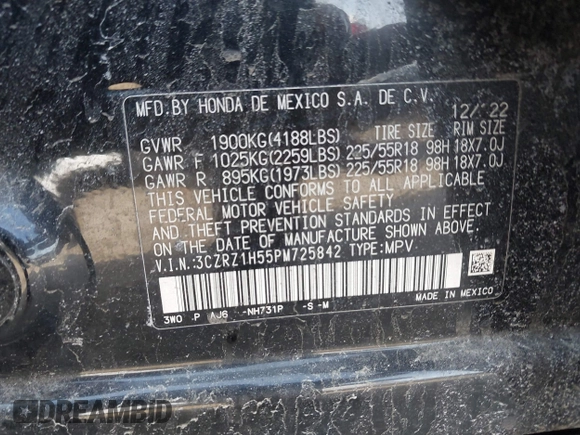 MFD.BY HONDA DE MEXICO S.A. DE C.V. 12/'22
GVWR 1900KG(4188LBS) TIRE SIZE RIM SIZE
GAWR F 1025KG(2259LBS) 225/55R18 98H 18X7.0J
GAWR R 895KG(1973LBS) 225/55R18 98H 18X7.0J
THIS VEHICLE CONFORMS TO ALL APPLICABLE
FEDERAL MOTOR VEHICLE SAFETY
AND THEFT PREVENTION STANDARDS IN EFFECT
ON THE DATE OF MANUFACTURE SHOWN ABOVE.
V.I.N.:3CZRZ1H55PM725842 TYPE:MPV
3W0 P AJ6 -NH731P -S -M
MADE IN MEXICO
DREAMBID